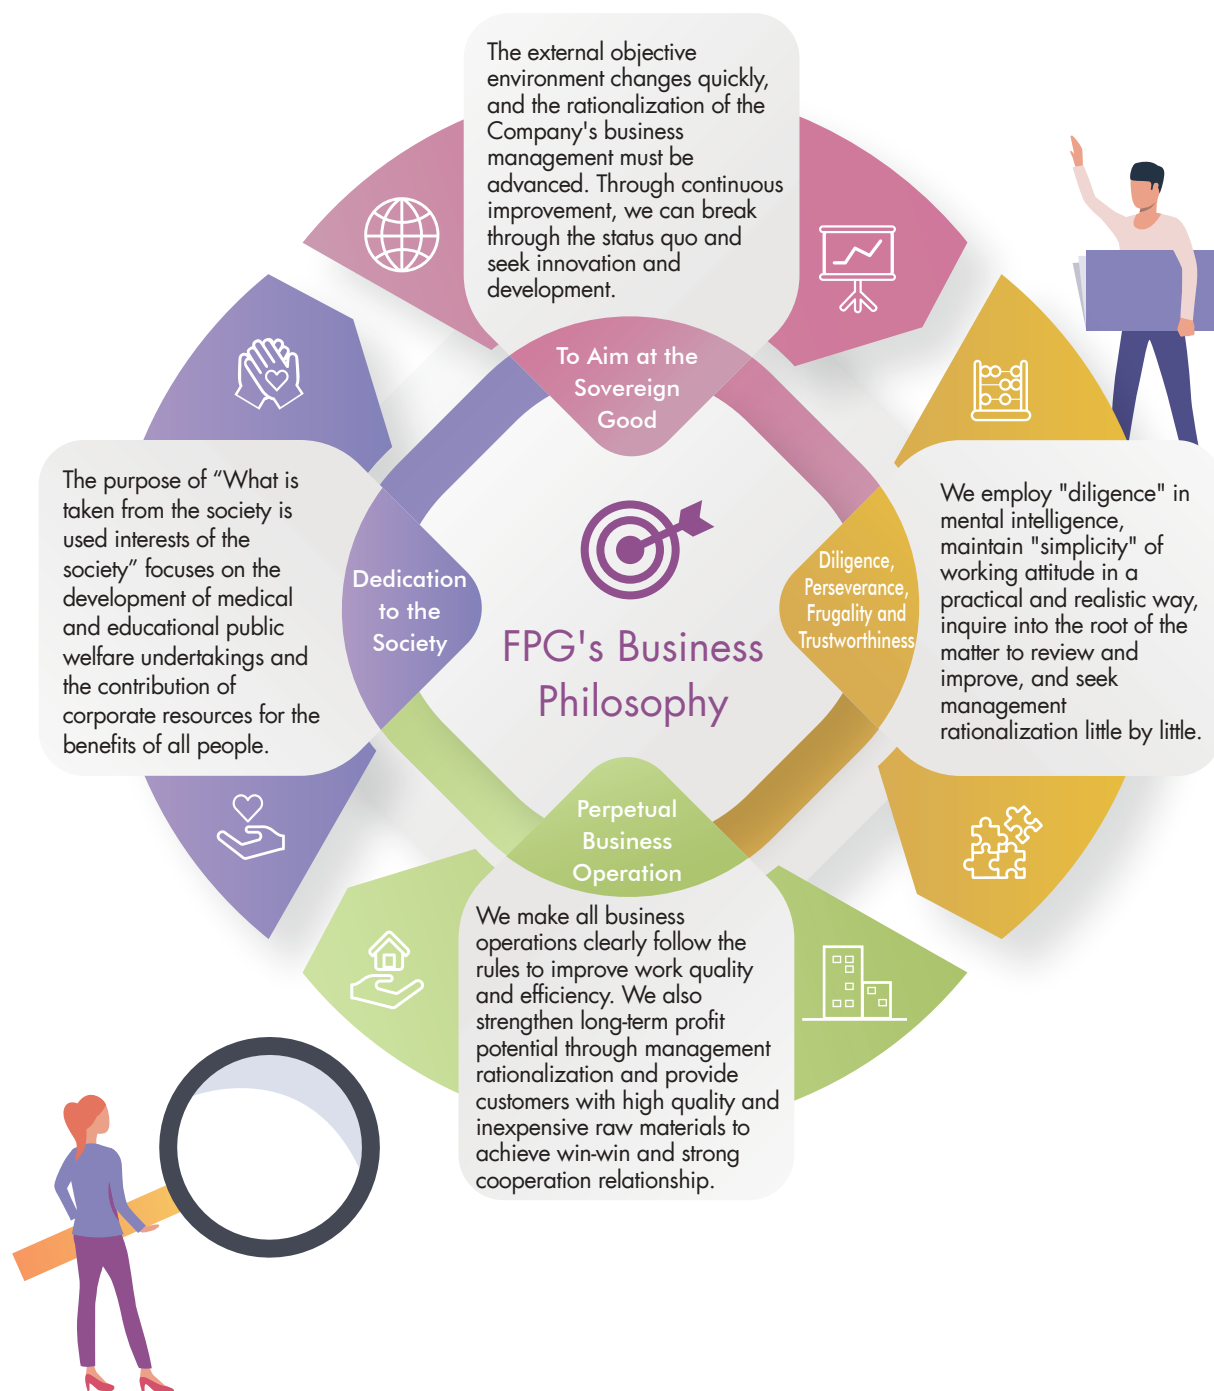 The external objective
environment changes quickly,
and the rationalization of the
Company's business
management must be
advanced. Through continuous
improvement, we can break
through the status quo and
seek innovation and
development.
To Aim at the
Sovereign
Good
The purpose of “What is
taken from the society is
used interests of the
society” focuses on the
development of medical
and educational public
welfare undertakings and
the contribution of
corporate resources for the
benefits of all people.
Dedication
to the
Society
FPG's Business
Philosophy
Diligence,
Perseverance,
Frugality and
Trustworthiness
We employ "diligence" in
mental intelligence,
maintain "simplicity" of
working attitude in a
practical and realistic way,
inquire into the root of the
matter to review and
improve, and seek
management
rationalization little by little.
Perpetual
Business
Operation
We make all business
operations clearly follow the
rules to improve work quality
and efficiency. We also
strengthen long-term profit
potential through management
rationalization and provide
customers with high quality and
inexpensive raw materials to
achieve win-win and strong
cooperation relationship.